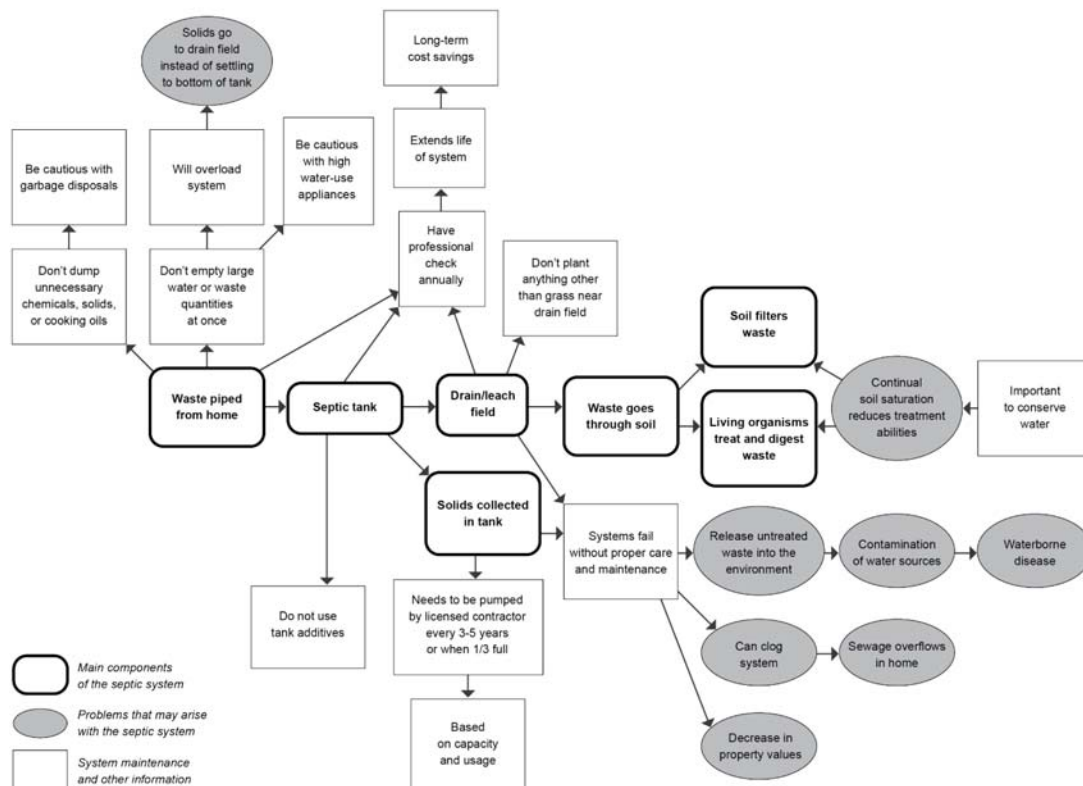 Solids go
to drain field
instead of settling
to bottom of tank
Long-term
cost savings
Be cautious with
garbage disposals
Will overload
system
Be cautious
with high
water-use
appliances
Extends life
of system
Don't dump
unnecessary
chemicals, solids,
or cooking oils
Don't empty large
water or waste
quantities
at once
Have
professional
check
annually
Don't plant
anything other
than grass near
drain field
Soil filters
waste
Waste piped
from home
Septic tank
Drain/leach
field
Waste goes
through soil
Living organisms
treat and digest
waste
Continual
soil saturation
reduces treatment
abilities
Important
to conserve
water
Solids collected
in tank
Systems fail
without proper care
and maintenance
Release untreated
waste into the
environment
Contamination
of water sources
Waterborne
disease
Do not use
tank additives
Needs to be pumped
by licensed contractor
every 3-5 years
or when 1/3 full
Can clog
system
Sewage overflows
in home
Based
on capacity
and usage
Decrease in
property values
Main components
of the septic system
Problems that may arise
with the septic system
System maintenance
and other information